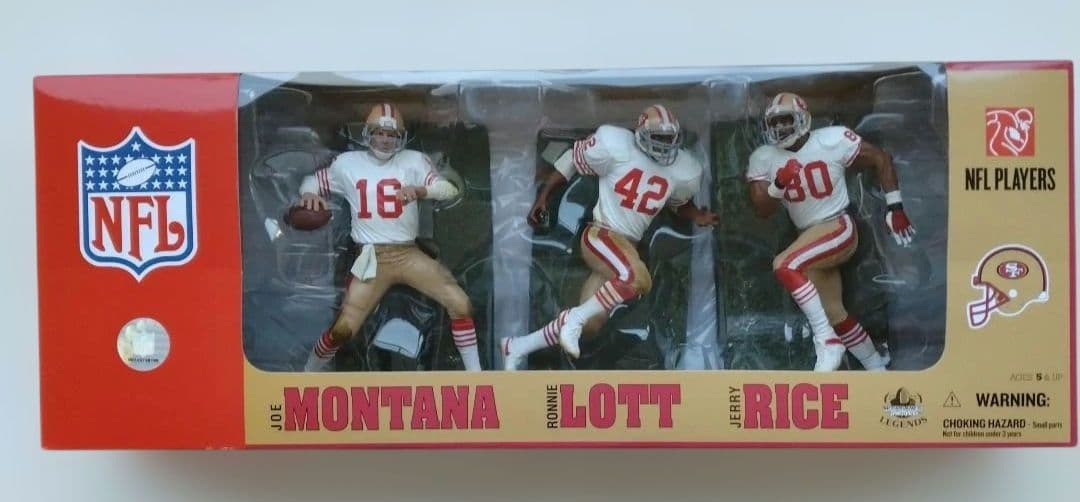 NFL
16
42
80
NFL PLAYERS
SF
JOE MONTANA
RONNIE LOTT
JERRY RICE
LEGENDS
AGES 5 & UP
WARNING:
CHOKING HAZARD - Small parts
Not for children under 3 years